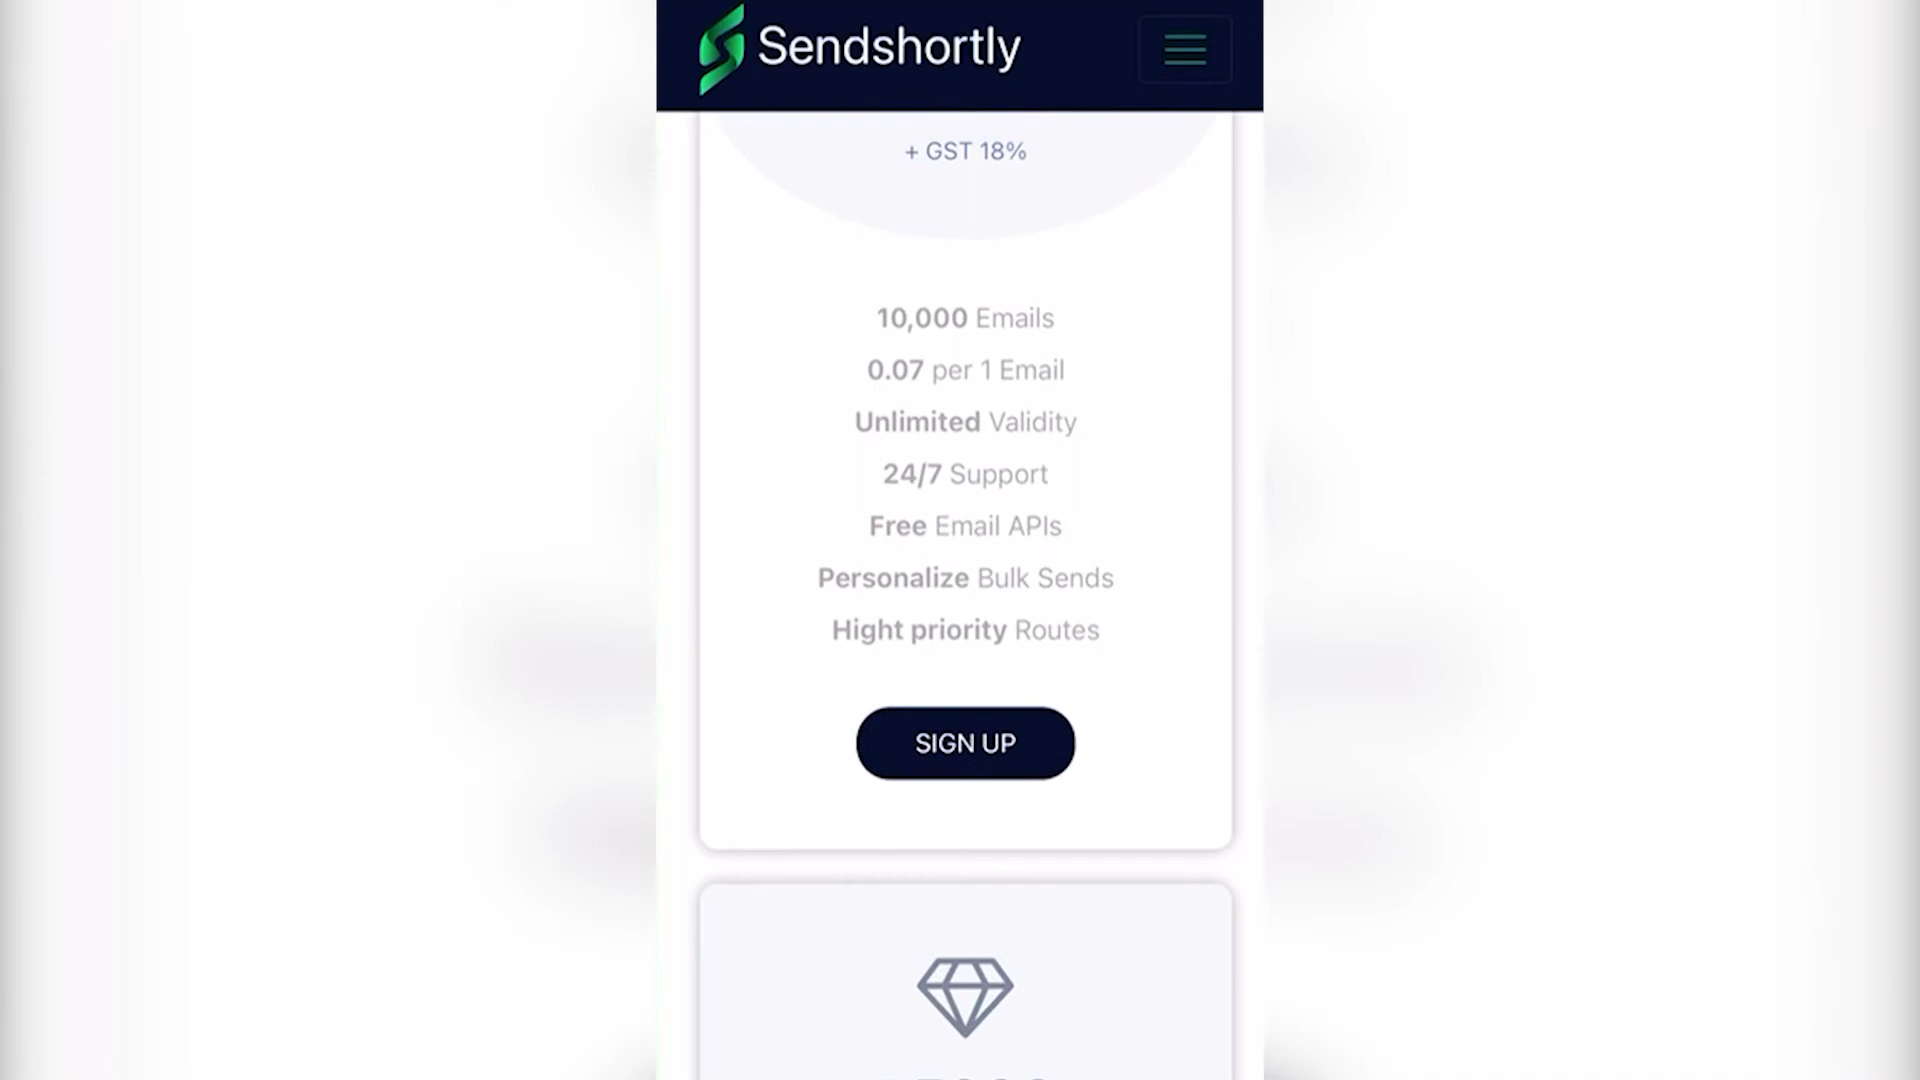 Sendshortly
+ GST 18%
10,000 Emails
0.07 per 1 Email
Unlimited Validity
24/7 Support
Free Email APIs
Personalize Bulk Sends
Hight priority Routes
SIGN UP